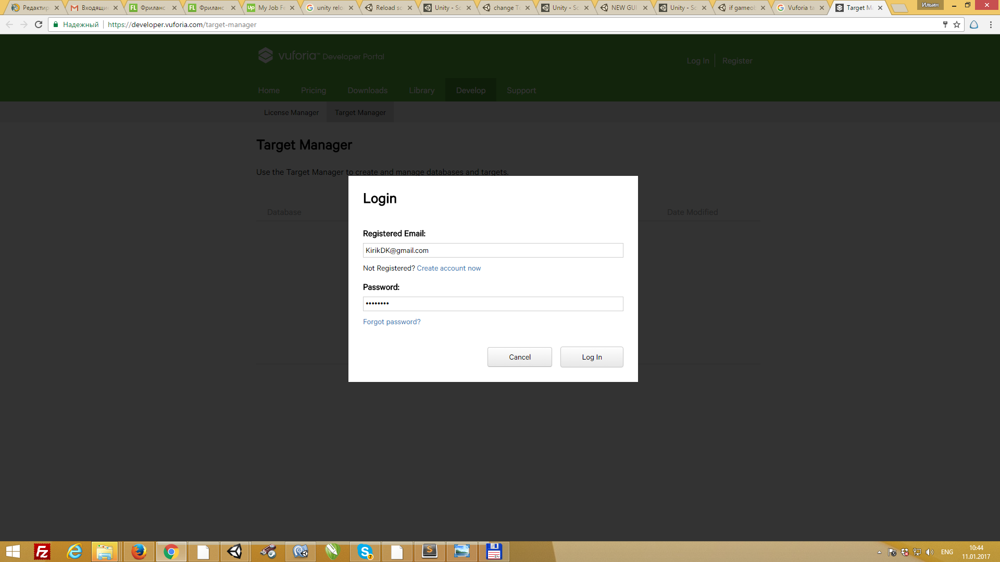 Редактир
Входящи
Фриланс
Фриланс
My Job Fe
unity relo
Reload sc
Unity - Sc
change Te
Unity - Sc
NEW GUI
Unity - Sc
if gameob
Vuforia ta
Target Ma
Ильин
Надежный
https://developer.vuforia.com/target-manager
vuforia™ Developer Portal
Log In
Register
Home
Pricing
Downloads
Library
Develop
Support
License Manager
Target Manager
Target Manager
Use the Target Manager to create and manage databases and targets.
Database
Date Modified
Login
Registered Email:
KirikDK@gmail.com
Not Registered? Create account now
Password:
••••••••
Forgot password?
Cancel
Log In
ENG
10:44
11.01.2017